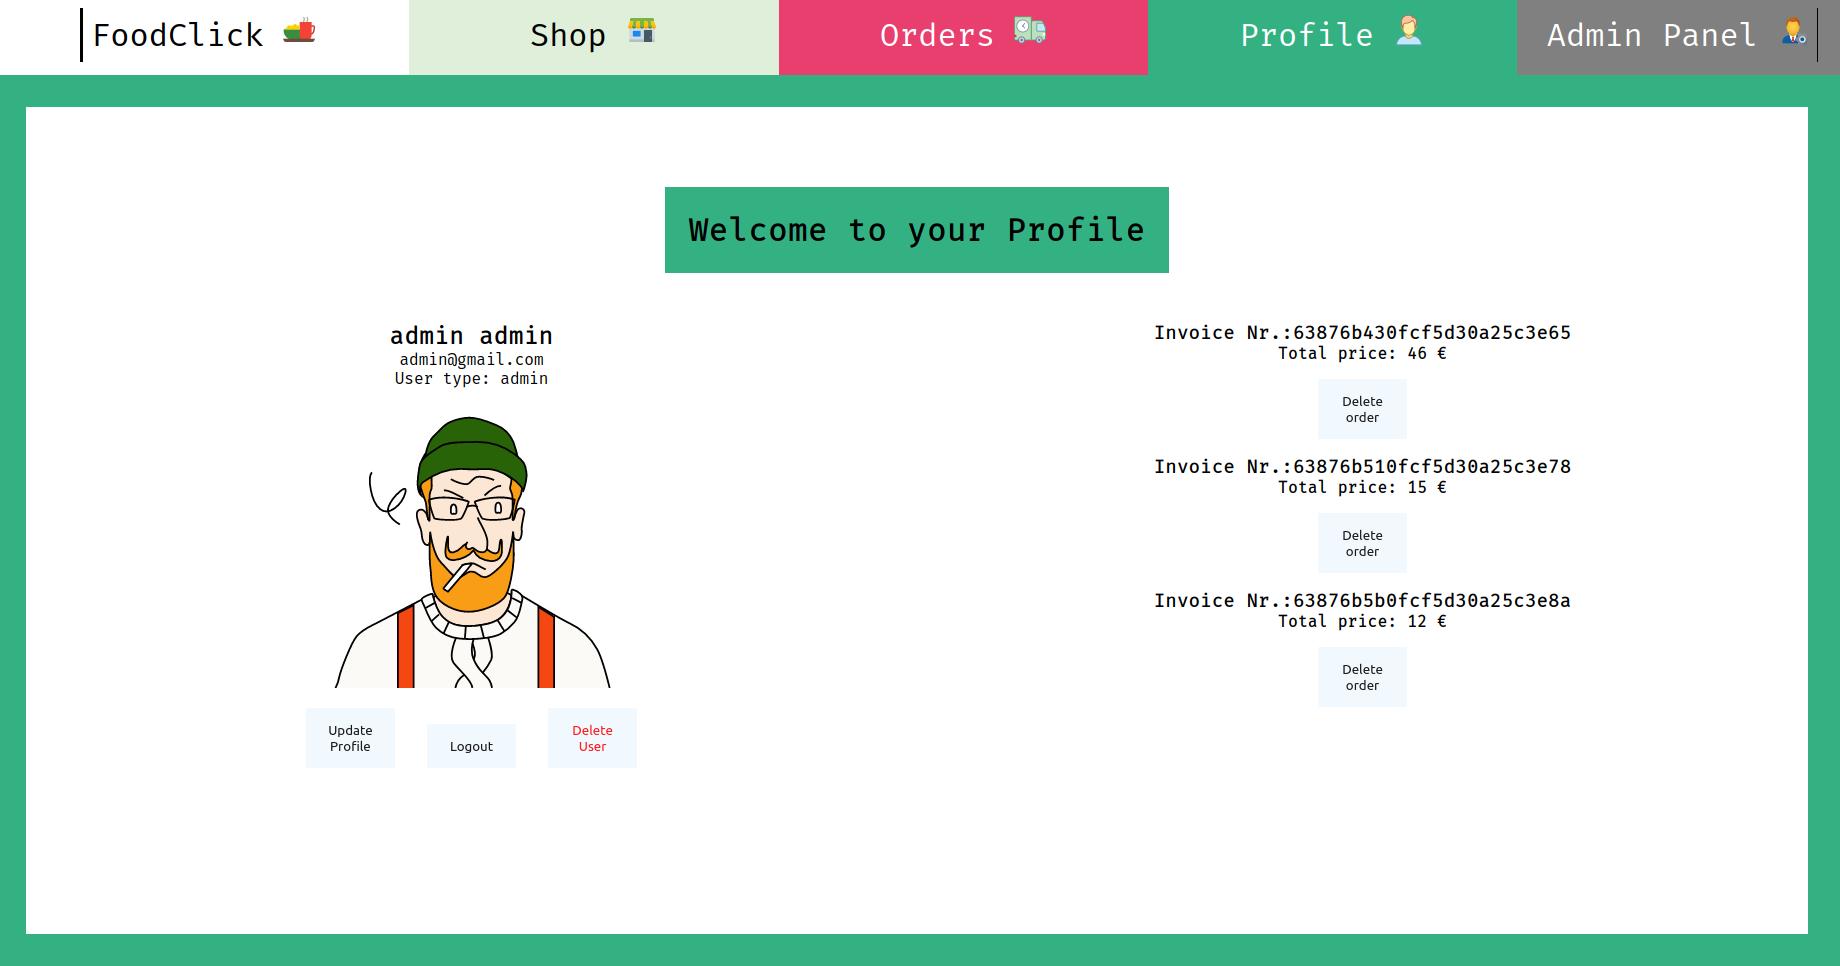 FoodClick
Shop
Orders
Profile
Admin Panel
Welcome to your Profile
admin admin
admin@gmail.com
User type: admin
Update
Profile
Logout
Delete
User
Invoice Nr.:63876b430fcf5d30a25c3e65
Total price: 46 €
Delete
order
Invoice Nr.:63876b510fcf5d30a25c3e78
Total price: 15 €
Delete
order
Invoice Nr.:63876b5b0fcf5d30a25c3e8a
Total price: 12 €
Delete
order